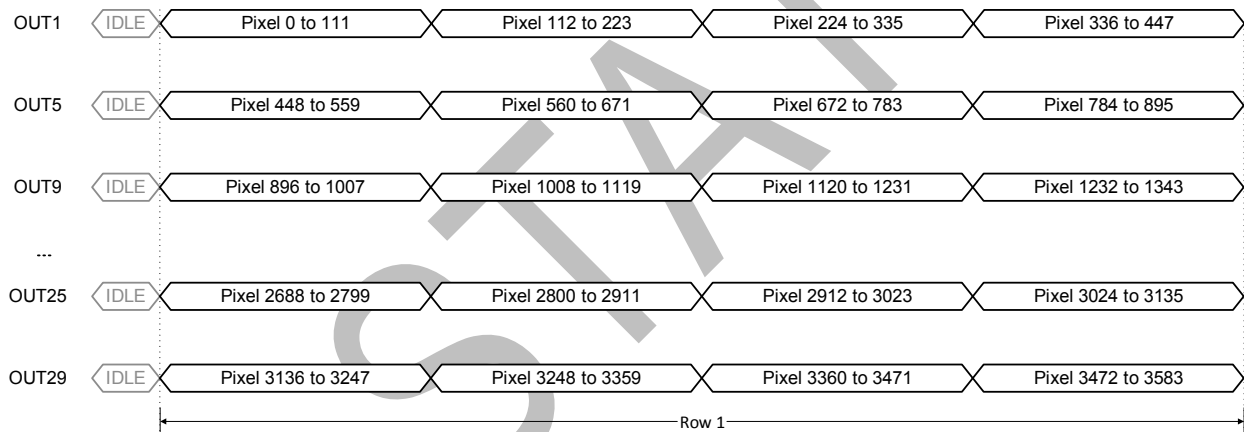 OUT1 IDLE Pixel 0 to 111 Pixel 112 to 223 Pixel 224 to 335 Pixel 336 to 447
OUT5 IDLE Pixel 448 to 559 Pixel 560 to 671 Pixel 672 to 783 Pixel 784 to 895
OUT9 IDLE Pixel 896 to 1007 Pixel 1008 to 1119 Pixel 1120 to 1231 Pixel 1232 to 1343
---
OUT25 IDLE Pixel 2688 to 2799 Pixel 2800 to 2911 Pixel 2912 to 3023 Pixel 3024 to 3135
OUT29 IDLE Pixel 3136 to 3247 Pixel 3248 to 3359 Pixel 3360 to 3471 Pixel 3472 to 3583
Row 1
STA